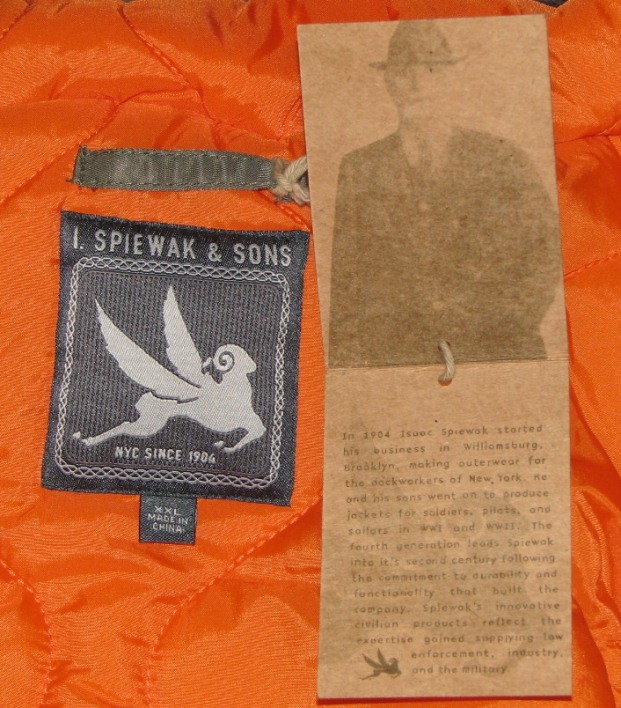 I. SPIEWAK & SONS
NYC SINCE 1904
XXL
MADE IN
CHINA
In 1904 Isaac Spiewak started
his business in Williamsburg,
Brooklyn, making outerwear for
the dockworkers of New York. He
and his sons went on to produce
jackets for soldiers, pilots, and
sailors in WWI and WWII. The
fourth generation leads Spiewak
into it's second century following
the commitment to durability and
functionality that built the
company. Spiewak's innovative
civilian products reflect the
expertise gained supplying law
enforcement, industry,
and the military.